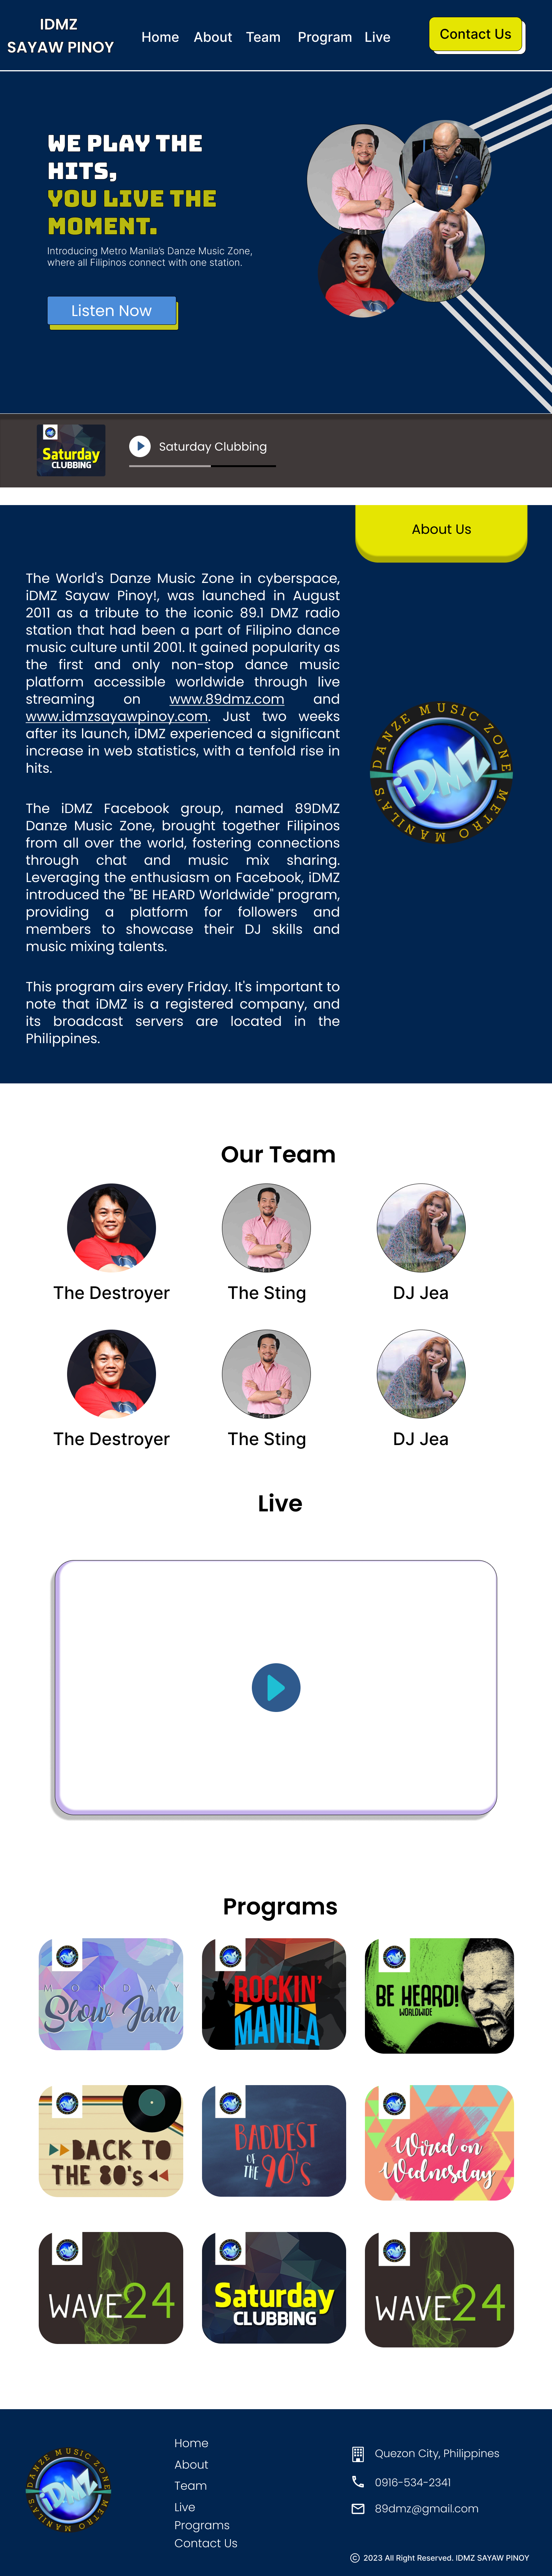 IDMZ
SAYAW PINOY
Home About Team Program Live
Contact Us
WE PLAY THE
HITS,
YOU LIVE THE
MOMENT.
Introducing Metro Manila's Danze Music Zone,
where all Filipinos connect with one station.
Listen Now
Saturday
CLUBBING
Saturday Clubbing
About Us
The World's Danze Music Zone in cyberspace,
iDMZ Sayaw Pinoy!, was launched in August
2011 as a tribute to the iconic 89.1 DMZ radio
station that had been a part of Filipino dance
music culture until 2001. It gained popularity as
the first and only non-stop dance music
platform accessible worldwide through live
streaming on www.89dmz.com and
www.idmzsayawpinoy.com. Just two weeks
after its launch, iDMZ experienced a significant
increase in web statistics, with a tenfold rise in
hits.
The iDMZ Facebook group, named 89DMZ
Danze Music Zone, brought together Filipinos
from all over the world, fostering connections
through chat and music mix sharing.
Leveraging the enthusiasm on Facebook, iDMZ
introduced the "BE HEARD Worldwide" program,
providing a platform for followers and
members to showcase their DJ skills and
music mixing talents.
This program airs every Friday. It's important to
note that iDMZ is a registered company, and
its broadcast servers are located in the
Philippines.
DANZE MUSIC ZONE
iDMZ
METRO MANILA'S
Our Team
The Destroyer
The Sting
DJ Jea
The Destroyer
The Sting
DJ Jea
Live
Programs
MONDAY
Slow Jam
ROCKIN'
MANILA
BE HEARD!
WORLDWIDE
BACK TO
THE 80's
BADDEST
OF THE 90's
Wired on
Wednesday
WAVE24
Saturday
CLUBBING
WAVE24
DANZE MUSIC ZONE
iDMZ
METRO MANILA'S
Home
About
Team
Live
Programs
Contact Us
Quezon City, Philippines
0916-534-2341
89dmz@gmail.com
© 2023 All Right Reserved. IDMZ SAYAW PINOY